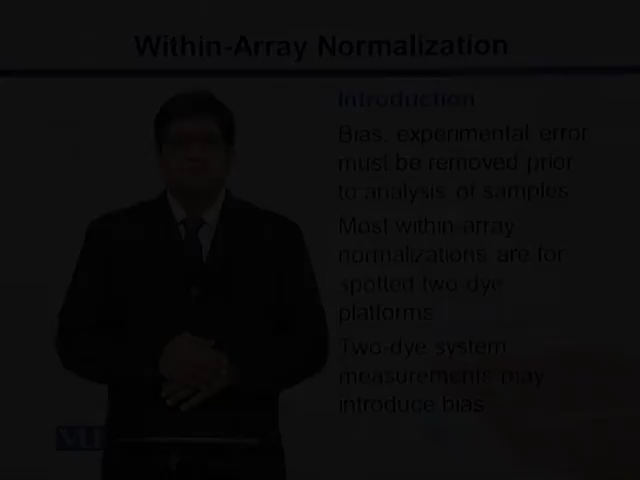 Within-Array Normalization
Introduction
Bias, experimental error
must be removed prior
to analysis of samples
Most within array
normalizations are for
spotted two dye
platforms
Two-dye system
measurements may
introduce bias
VU